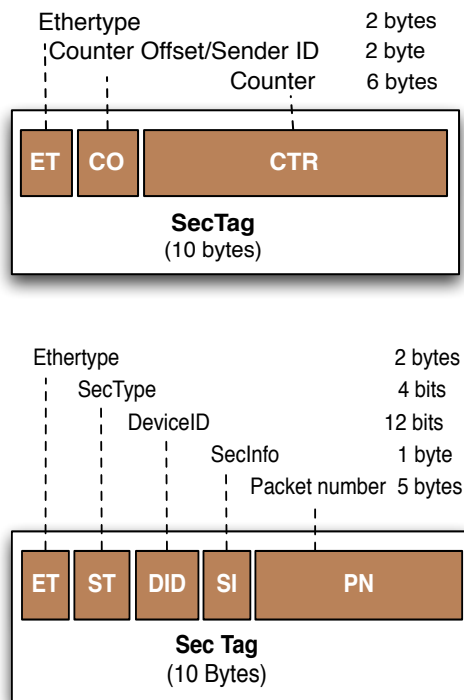 Ethertype 2 bytes
Counter Offset/Sender ID 2 byte
Counter 6 bytes
ET CO CTR
SecTag
(10 bytes)
Ethertype 2 bytes
SecType 4 bits
DeviceID 12 bits
SecInfo 1 byte
Packet number 5 bytes
ET ST DID SI PN
Sec Tag
(10 Bytes)